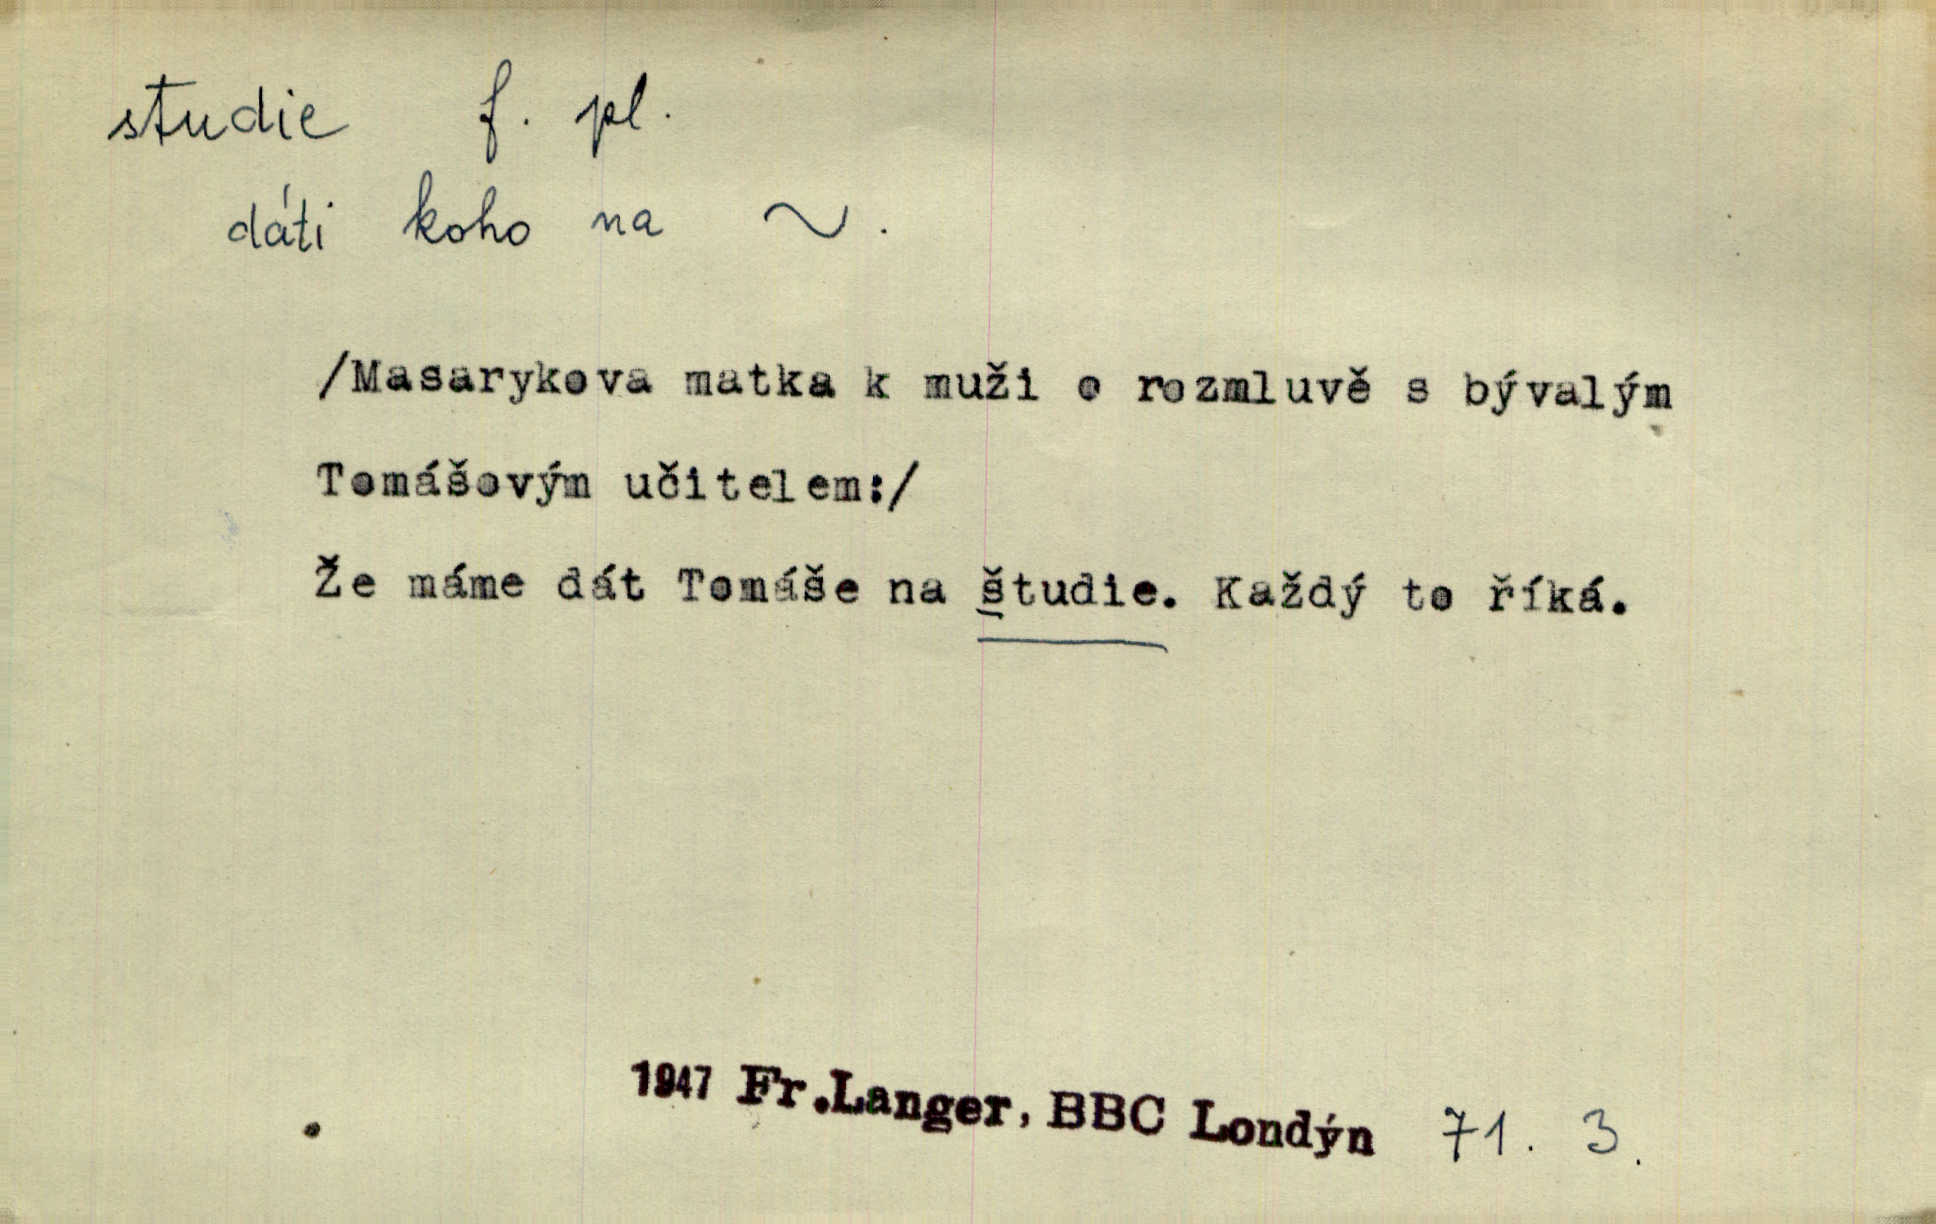 studie f. pl.
dáti koho na ~.
/Masarykova matka k muži o rozmluvě s bývalým
Tomášovým učitelem:/
Že máme dát Tomáše na študie. Každý to říká.
1947 Fr.Langer, BBC Londýn 71. 3.